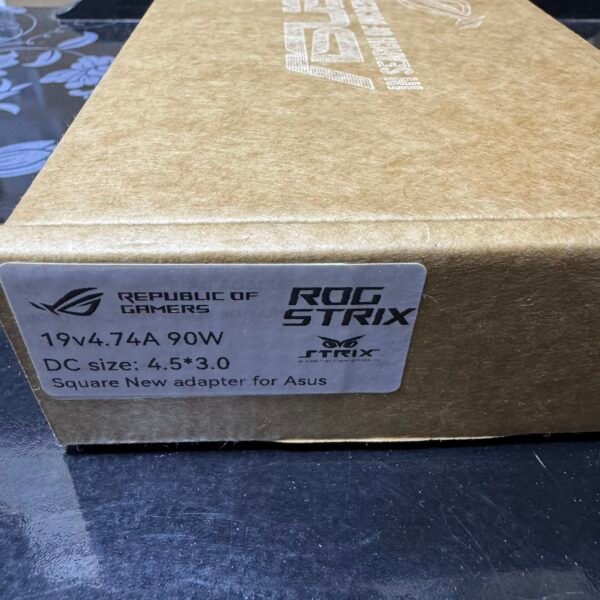 ASUS
REPUBLIC OF
GAMERS
ROG
STRIX
STRIX
19v4.74A 90W
DC size: 4.5*3.0
Square New adapter for Asus